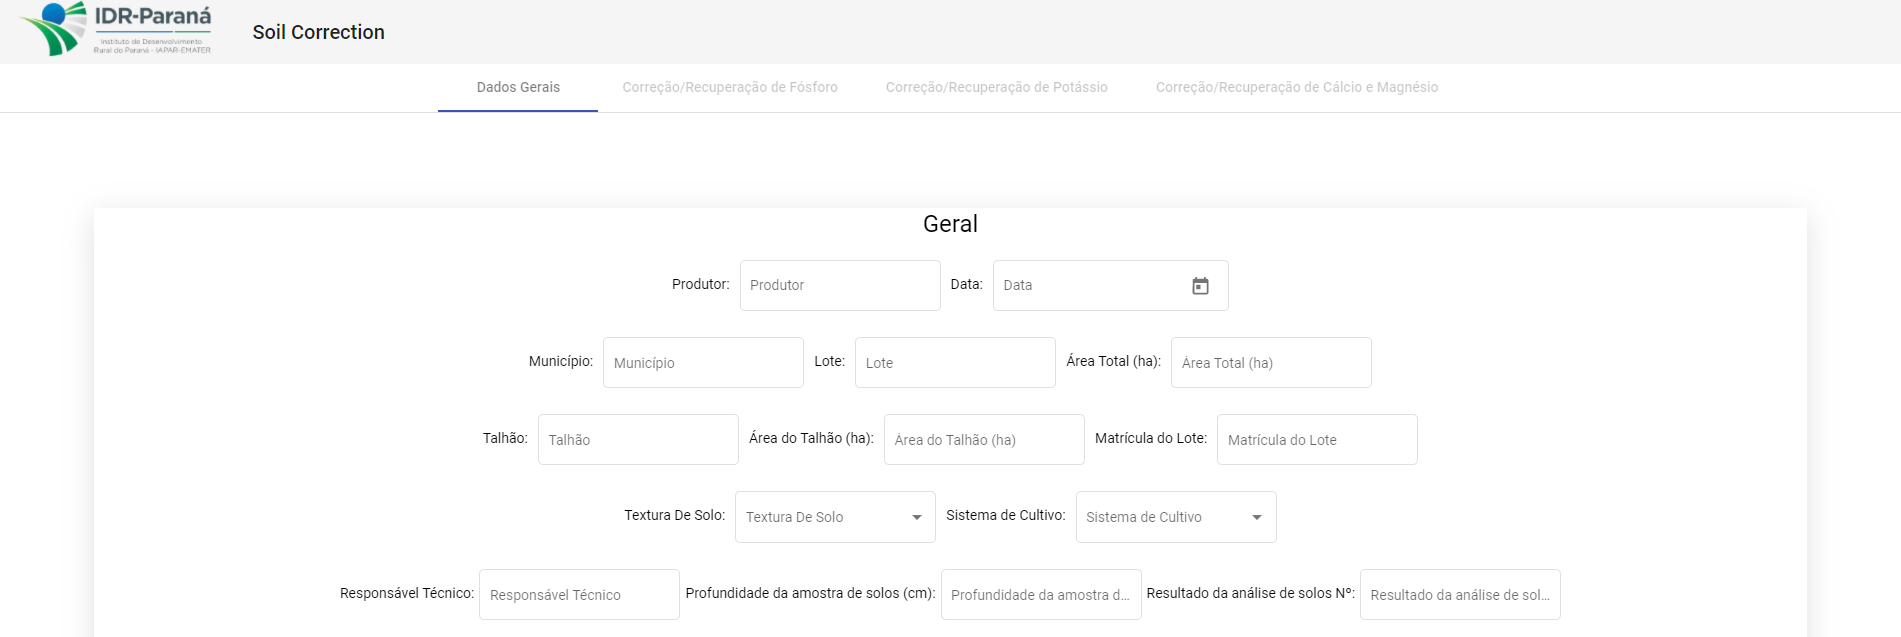 IDR-Paraná
Instituto de Desenvolvimento
Rural do Paraná - IAPAR-EMATER
Soil Correction
Dados Gerais Correção/Recuperação de Fósforo Correção/Recuperação de Potássio Correção/Recuperação de Cálcio e Magnésio
Geral
Produtor: Produtor Data: Data
Município: Município Lote: Lote Área Total (ha): Área Total (ha)
Talhão: Talhão Área do Talhão (ha): Área do Talhão (ha) Matrícula do Lote: Matrícula do Lote
Textura De Solo: Textura De Solo Sistema de Cultivo: Sistema de Cultivo
Responsável Técnico: Responsável Técnico Profundidade da amostra de solos (cm): Profundidade da amostra d... Resultado da análise de solos Nº: Resultado da análise de sol...